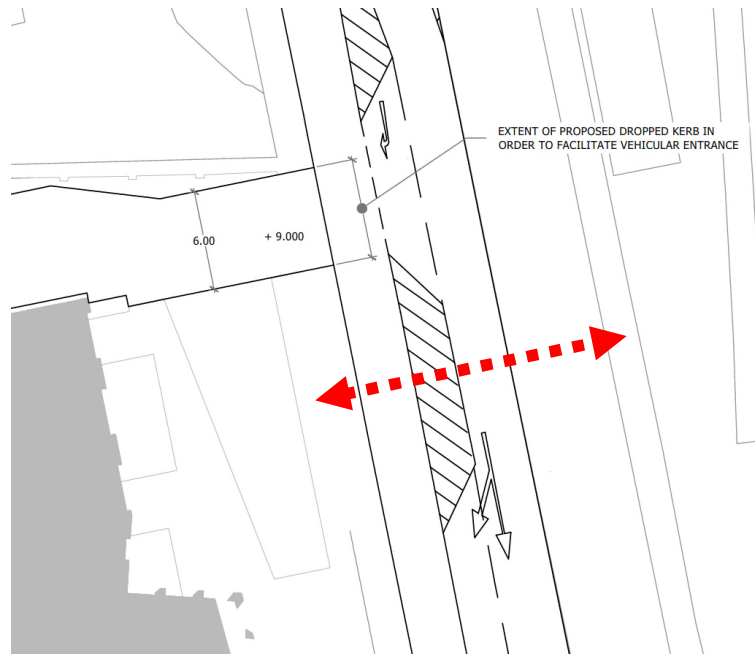 EXTENT OF PROPOSED DROPPED KERB IN
ORDER TO FACILITATE VEHICULAR ENTRANCE
6.00
+ 9.000